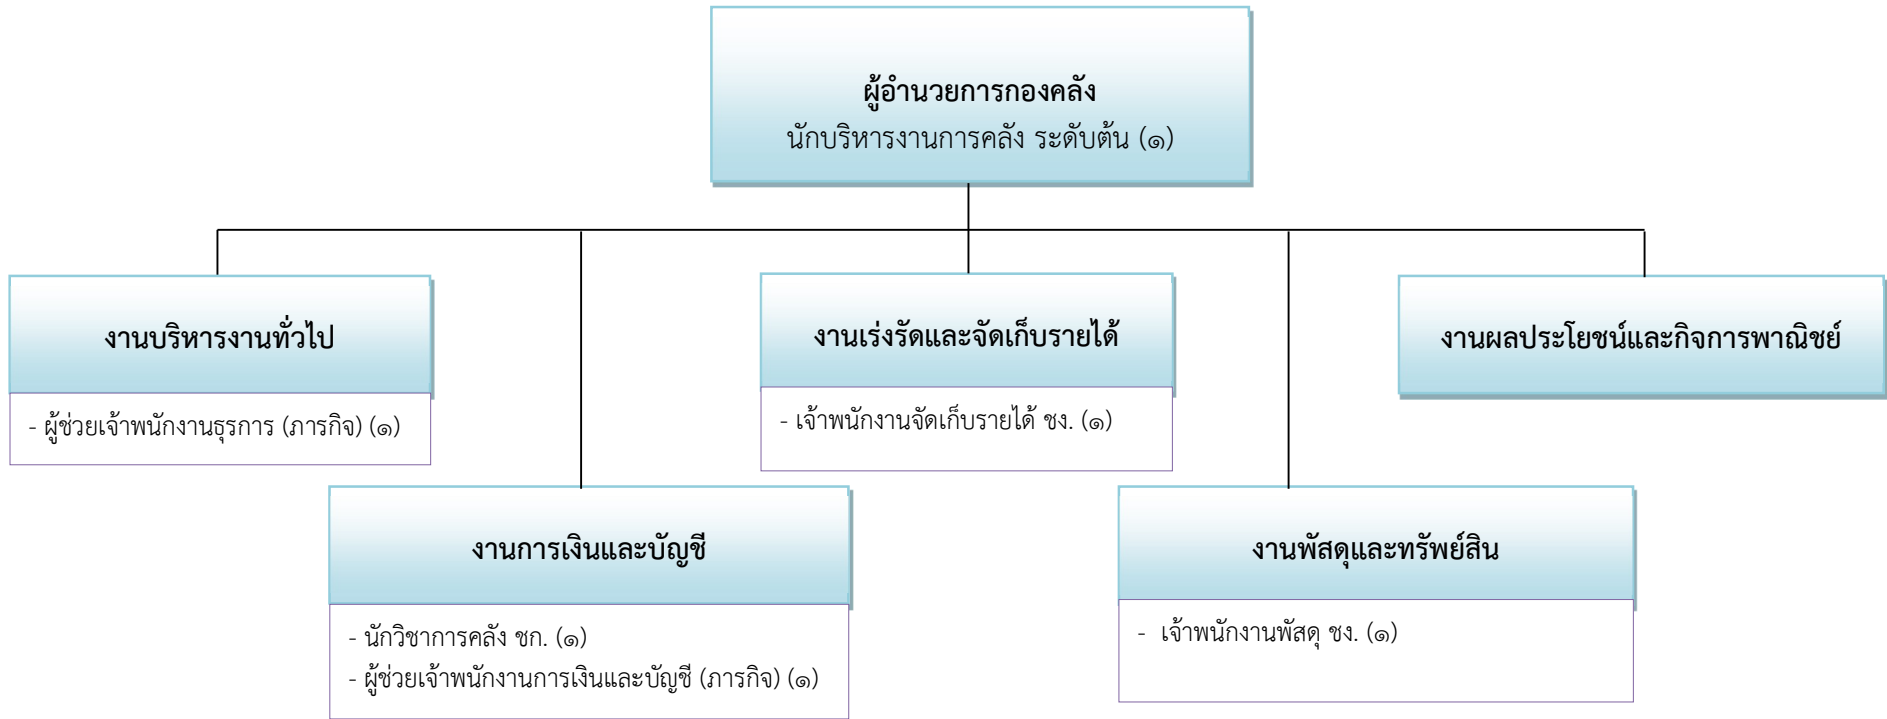 ผู้อำนวยการกองคลัง
นักบริหารงานการคลัง ระดับต้น (๑)
งานบริหารงานทั่วไป
- ผู้ช่วยเจ้าพนักงานธุรการ (ภารกิจ) (๑)
งานเร่งรัดและจัดเก็บรายได้
- เจ้าพนักงานจัดเก็บรายได้ ชง. (๑)
งานผลประโยชน์และกิจการพาณิชย์
งานการเงินและบัญชี
- นักวิชาการคลัง ชก. (๑)
- ผู้ช่วยเจ้าพนักงานการเงินและบัญชี (ภารกิจ) (๑)
งานพัสดุและทรัพย์สิน
- เจ้าพนักงานพัสดุ ชง. (๑)